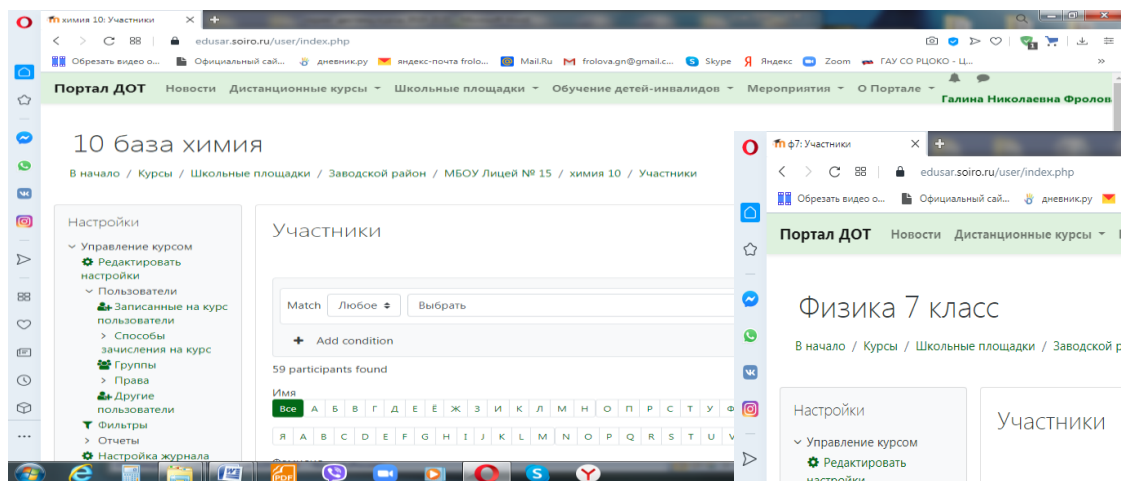 химия 10: Участники
edusar.soiro.ru/user/index.php
Обрезать видео о...
Официальный сай...
дневник.ру
яндекс-почта frolo...
Mail.Ru
frolova.gn@gmail.c...
Skype
Яндекс
Zoom
ГАУ СО РЦОКО - Ц...
Портал ДОТ
Новости
Дистанционные курсы
Школьные площадки
Обучение детей-инвалидов
Мероприятия
О Портале
Галина Николаевна Фролов
10 база химия
В начало / Курсы / Школьные площадки / Заводской район / МБОУ Лицей № 15 / химия 10 / Участники
Настройки
Управление курсом
Редактировать
настройки
Пользователи
Записанные на курс
пользователи
Способы
зачисления на курс
Группы
Права
Другие
пользователи
Фильтры
Отчеты
Настройка журнала
Участники
Match Любое Выбрать
+ Add condition
59 participants found
Имя
Все А Б В Г Д Е Ё Ж З И К Л М Н О П Р С Т У Ф
Я A B C D E F G H I J K L M N O P Q R S T U V
ф7: Участники
edusar.soiro.ru/user/index.php
Обрезать видео о...
Официальный сай...
дневник.ру
Портал ДОТ
Новости
Дистанционные курсы
Физика 7 класс
В начало / Курсы / Школьные площадки / Заводской р
Настройки
Управление курсом
Редактировать
настройки
Участники